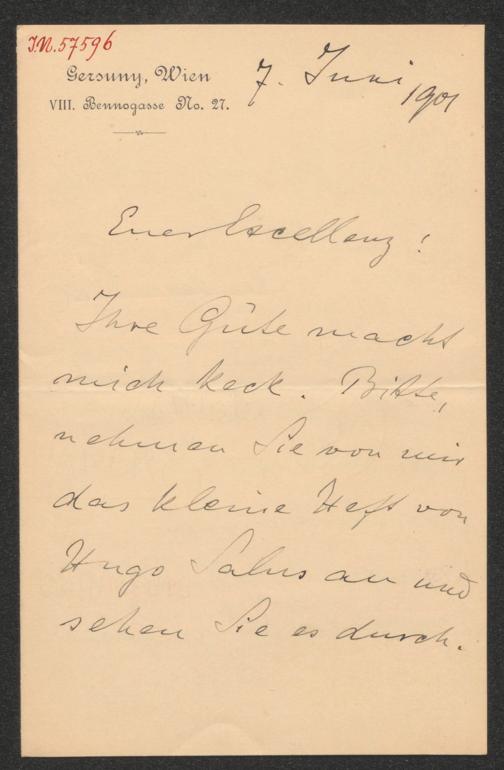 I.N. 57596
Gersuny, Wien
VIII. Bennogasse No. 27.
7. Juni 1901
Euer Excellenz!
Ihre Güte macht
mich keck. Bitte,
nehmen Sie von mir
das kleine Heft von
Hugo Salus an und
sehen Sie es durch.